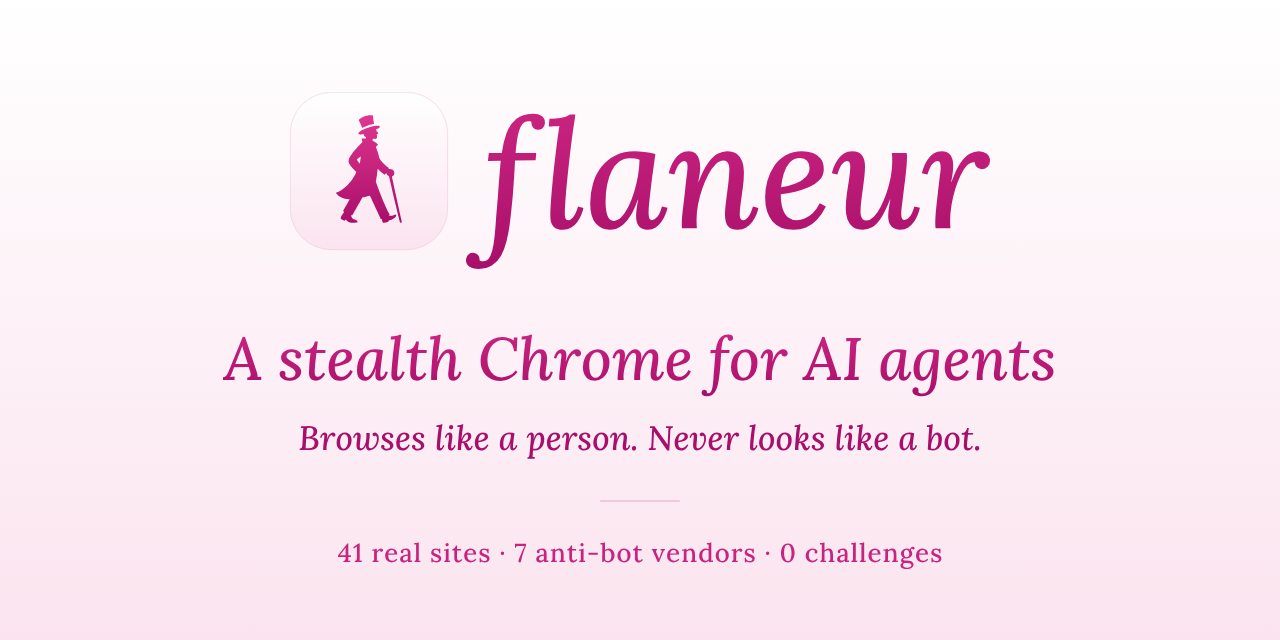 flaneur
A stealth Chrome for AI agents
Browses like a person. Never looks like a bot.
41 real sites · 7 anti-bot vendors · 0 challenges